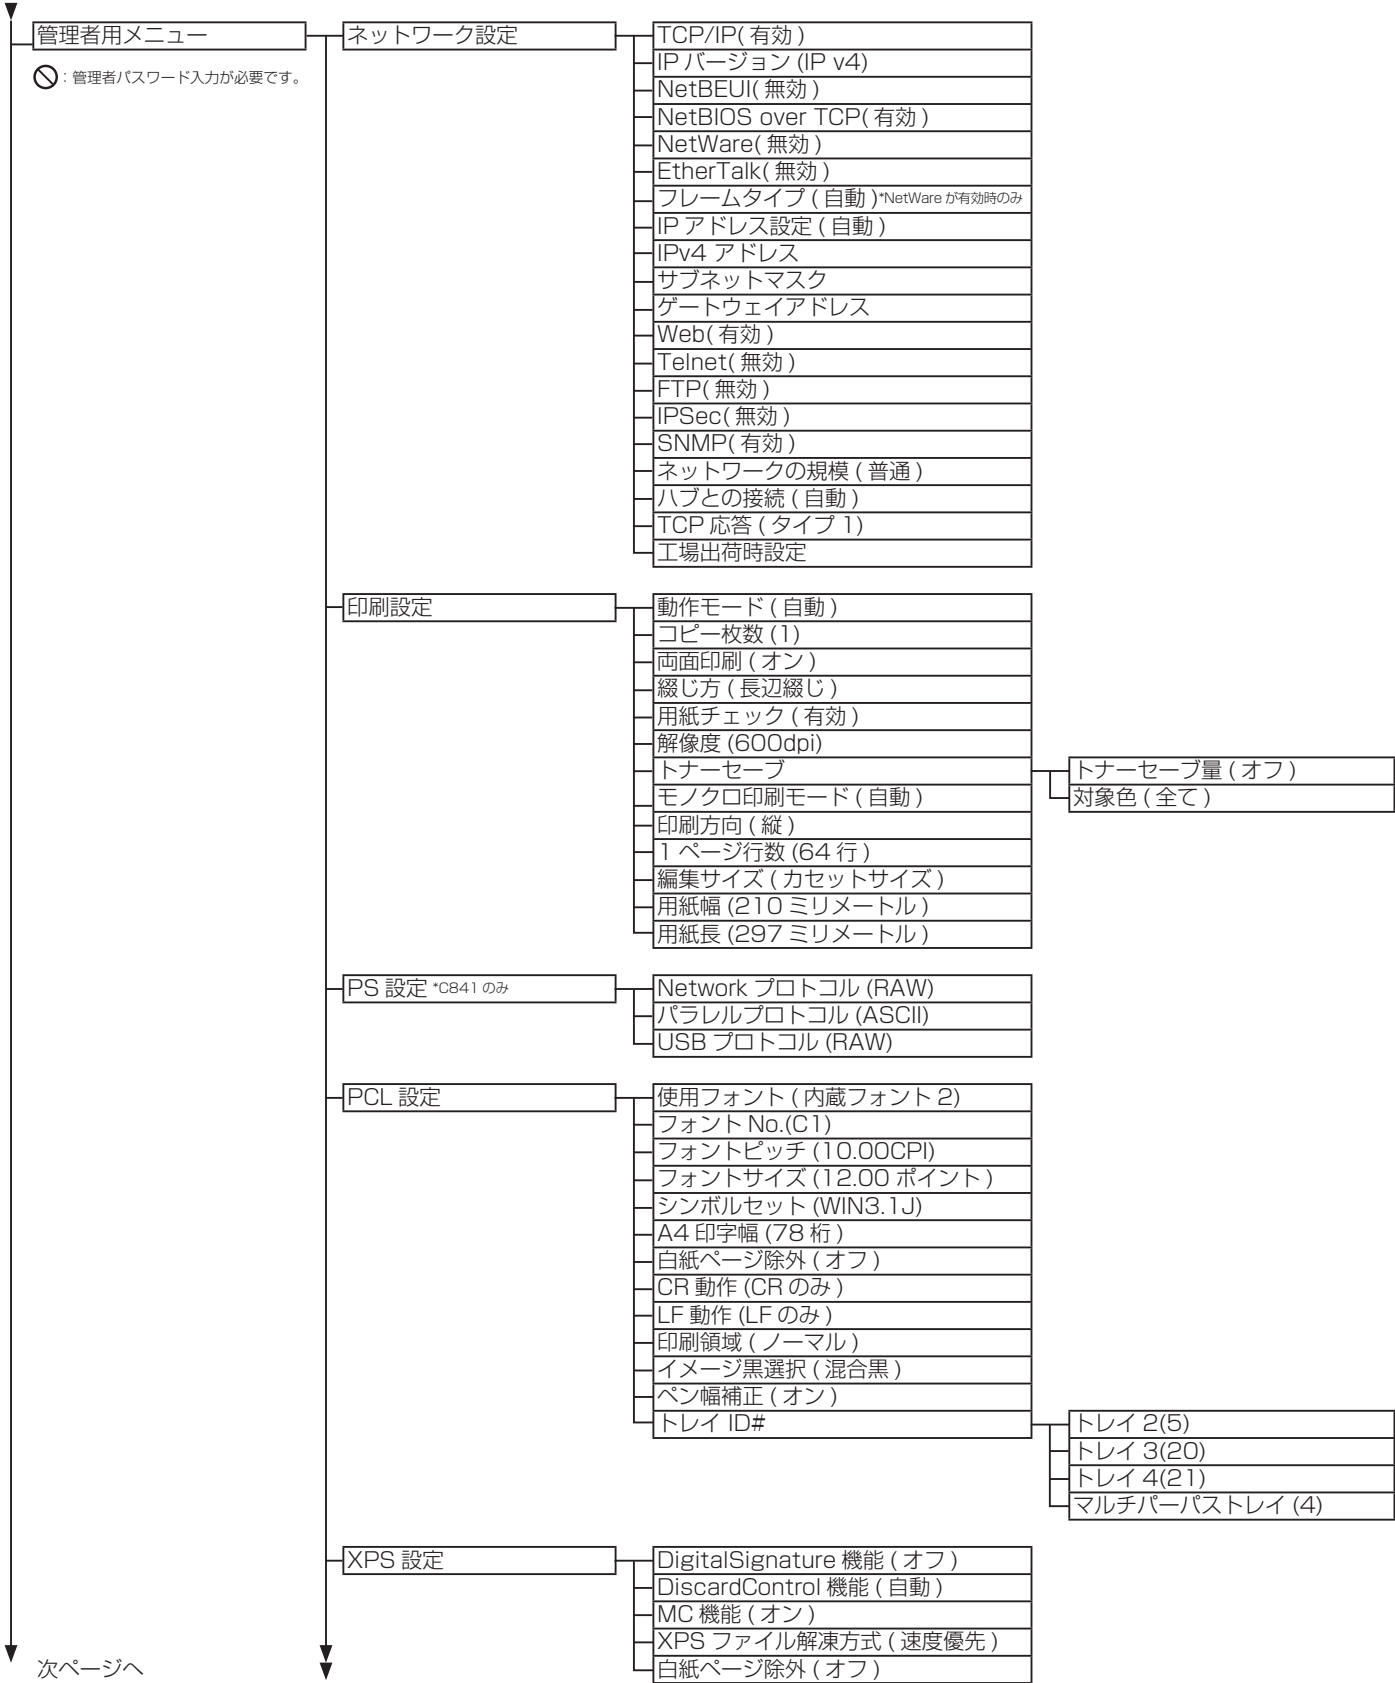 管理者用メニュー
：管理者パスワード入力が必要です。
ネットワーク設定
TCP/IP( 有効 )
IP バージョン (IP v4)
NetBEUI( 無効 )
NetBIOS over TCP( 有効 )
NetWare( 無効 )
EtherTalk( 無効 )
フレームタイプ ( 自動 )*NetWare が有効時のみ
IP アドレス設定 ( 自動 )
IPv4 アドレス
サブネットマスク
ゲートウェイアドレス
Web( 有効 )
Telnet( 無効 )
FTP( 無効 )
IPSec( 無効 )
SNMP( 有効 )
ネットワークの規模 ( 普通 )
ハブとの接続 ( 自動 )
TCP 応答 ( タイプ 1)
工場出荷時設定
印刷設定
動作モード ( 自動 )
コピー枚数 (1)
両面印刷 ( オン )
綴じ方 ( 長辺綴じ )
用紙チェック ( 有効 )
解像度 (600dpi)
トナーセーブ
トナーセーブ量 ( オフ )
対象色 ( 全て )
モノクロ印刷モード ( 自動 )
印刷方向 ( 縦 )
1 ページ行数 (64 行 )
編集サイズ ( カセットサイズ )
用紙幅 (210 ミリメートル )
用紙長 (297 ミリメートル )
PS 設定 *C841 のみ
Network プロトコル (RAW)
パラレルプロトコル (ASCII)
USB プロトコル (RAW)
PCL 設定
使用フォント ( 内蔵フォント 2)
フォント No.(C1)
フォントピッチ (10.00CPI)
フォントサイズ (12.00 ポイント )
シンボルセット (WIN3.1J)
A4 印字幅 (78 桁 )
白紙ページ除外 ( オフ )
CR 動作 (CR のみ )
LF 動作 (LF のみ )
印刷領域 ( ノーマル )
イメージ黒選択 ( 混合黒 )
ペン幅補正 ( オン )
トレイ ID#
トレイ 2(5)
トレイ 3(20)
トレイ 4(21)
マルチパーパストレイ (4)
XPS 設定
DigitalSignature 機能 ( オフ )
DiscardControl 機能 ( 自動 )
MC 機能 ( オン )
XPS ファイル解凍方式 ( 速度優先 )
白紙ページ除外 ( オフ )
次ページへ